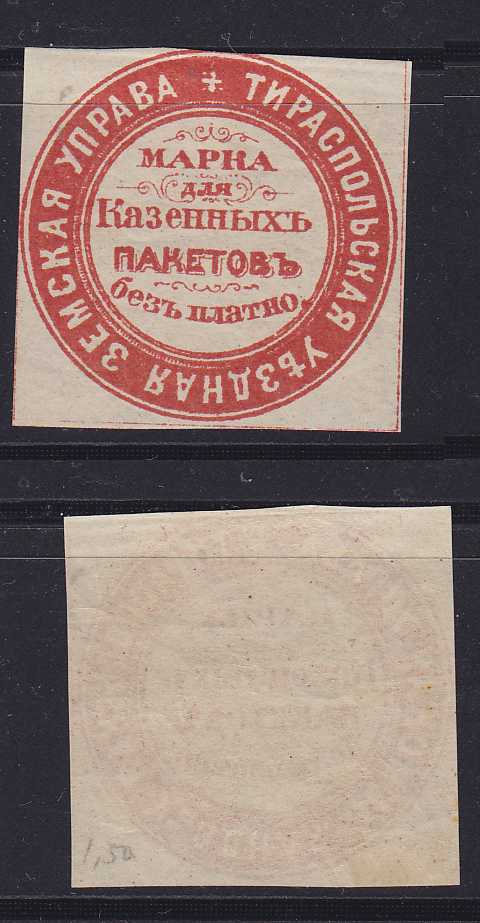 ТИРАСПОЛЬСКАЯ УѢЗДНАЯ ЗЕМСКАЯ УПРАВА
МАРКА
для
Казенныхъ
ПАКЕТОВЪ
безъ платно.
1,50